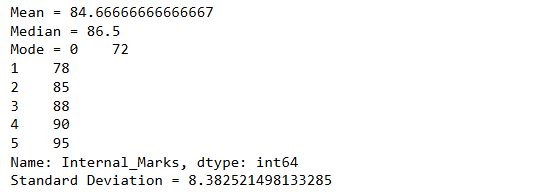 Mean = 84.66666666666667
Median = 86.5
Mode = 0    72
1    78
2    85
3    88
4    90
5    95
Name: Internal_Marks, dtype: int64
Standard Deviation = 8.382521498133285